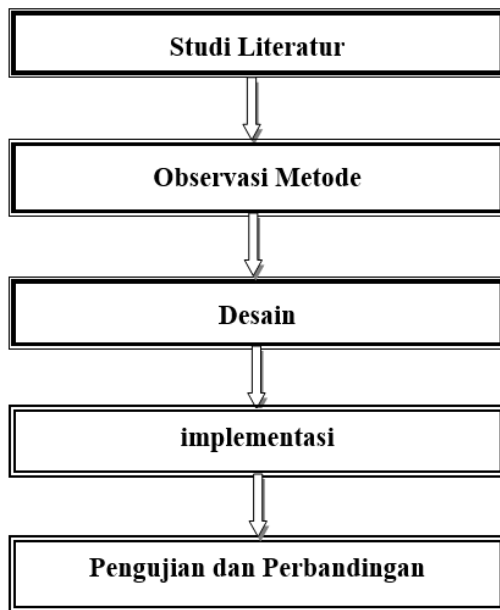 Studi Literatur
Observasi Metode
Desain
implementasi
Pengujian dan Perbandingan